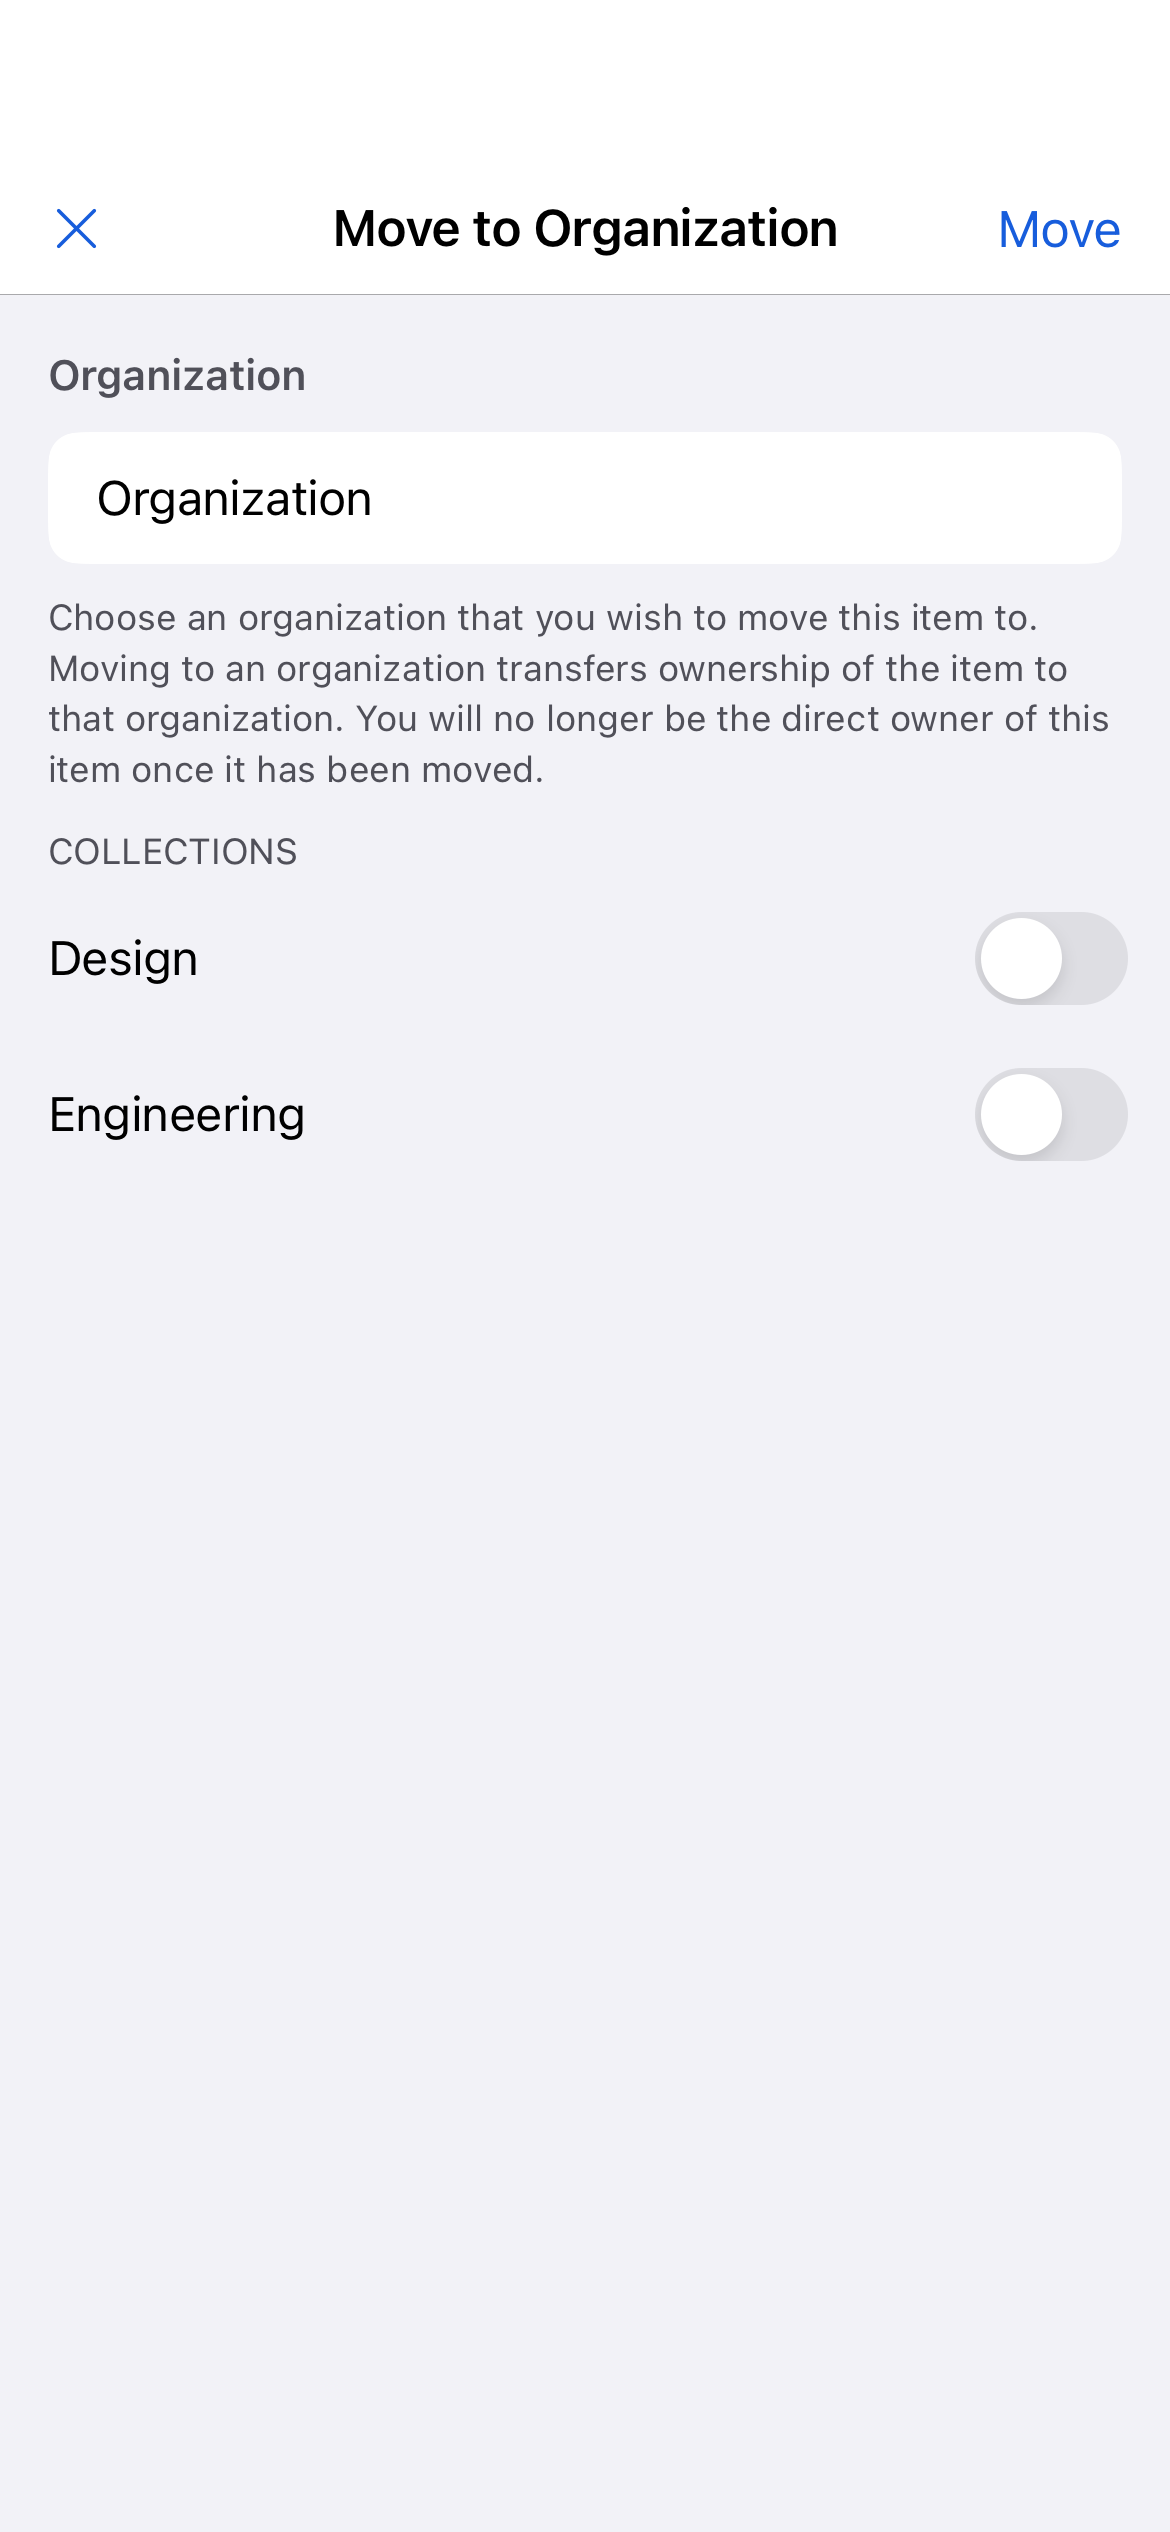 Move to Organization
Move
Organization
Organization
Choose an organization that you wish to move this item to.
Moving to an organization transfers ownership of the item to
that organization. You will no longer be the direct owner of this
item once it has been moved.
COLLECTIONS
Design
Engineering